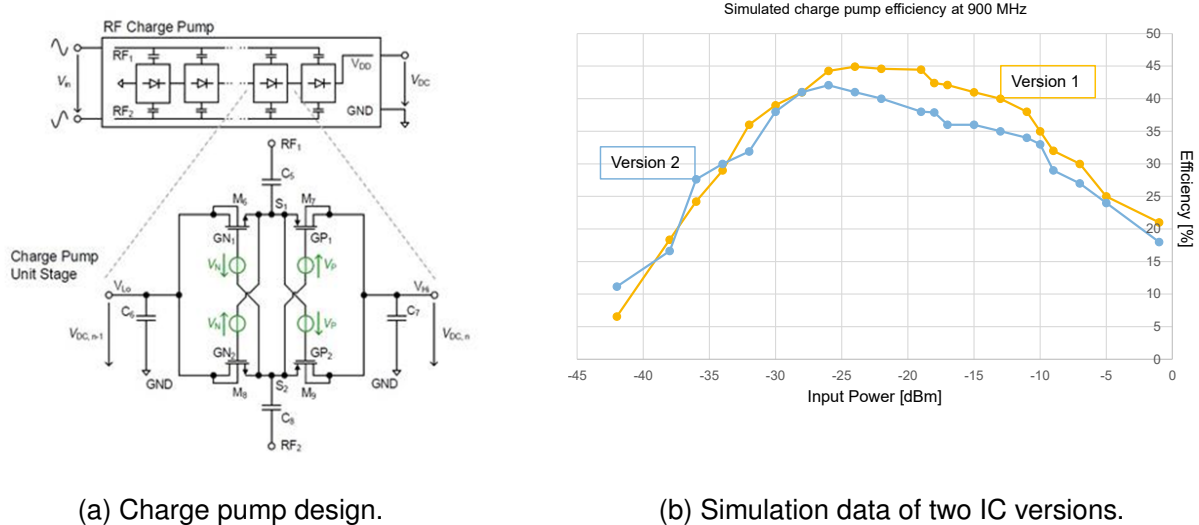 RF Charge Pump
RF1
VDD
Vin
VDC
RF2
GND
RF1
C5
M6
S1
M7
GN1
GP1
Charge Pump
Unit Stage
VN
VP
VLo
VHi
C6
C7
VDC, n-1
VN
VP
VDC, n
GN2
GP2
GND
S2
GND
M8
M9
C8
RF2
(a) Charge pump design.
Simulated charge pump efficiency at 900 MHz
Version 1
Version 2
50
45
40
35
30
25
20
15
10
5
0
Efficiency [%]
-45
-40
-35
-30
-25
-20
-15
-10
-5
0
Input Power [dBm]
(b) Simulation data of two IC versions.